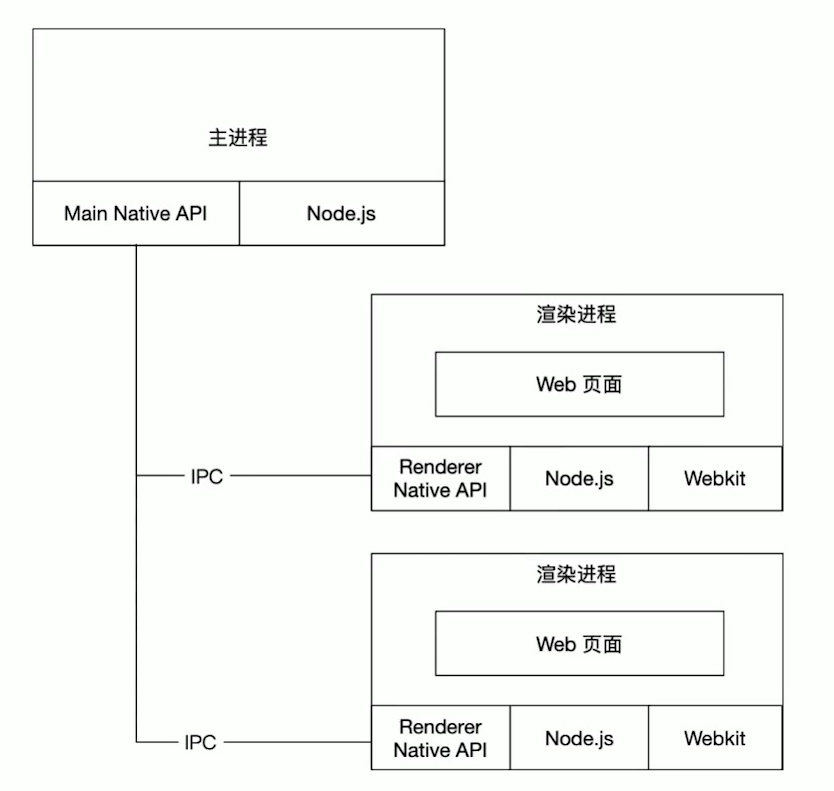 主进程
Main Native API
Node.js
渲染进程
Web 页面
IPC
Renderer
Native API
Node.js
Webkit
渲染进程
Web 页面
IPC
Renderer
Native API
Node.js
Webkit